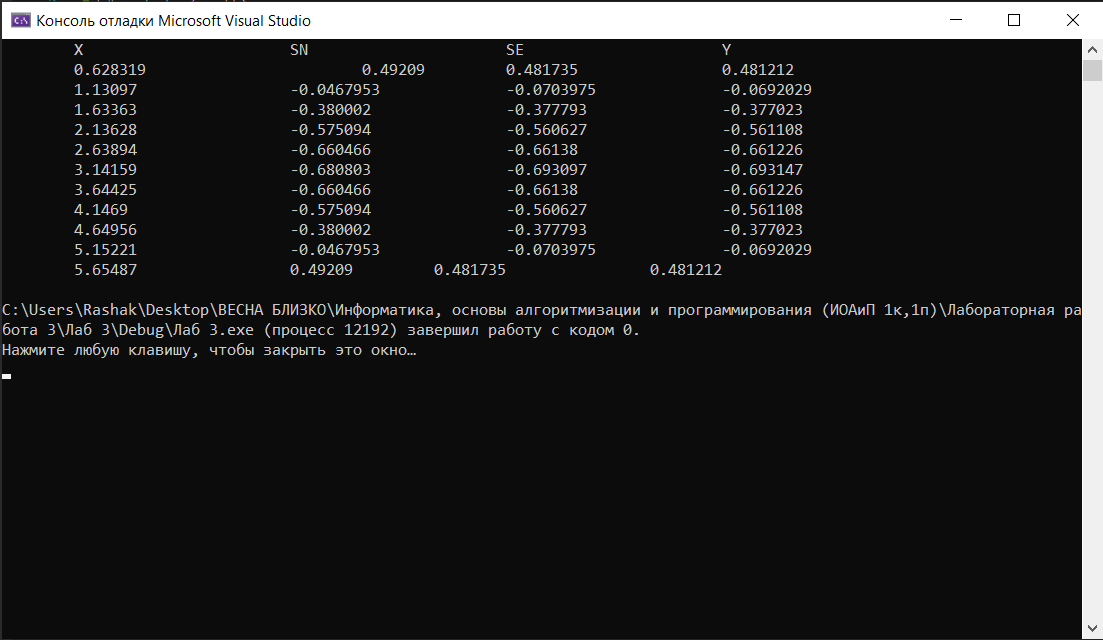 Консоль отладки Microsoft Visual Studio
X SN SE Y
0.628319 0.49209 0.481735 0.481212
1.13097 -0.0467953 -0.0703975 -0.0692029
1.63363 -0.380002 -0.377793 -0.377023
2.13628 -0.575094 -0.560627 -0.561108
2.63894 -0.660466 -0.66138 -0.661226
3.14159 -0.680803 -0.693097 -0.693147
3.64425 -0.660466 -0.66138 -0.661226
4.1469 -0.575094 -0.560627 -0.561108
4.64956 -0.380002 -0.377793 -0.377023
5.15221 -0.0467953 -0.0703975 -0.0692029
5.65487 0.49209 0.481735 0.481212
C:\Users\Rashak\Desktop\ВЕСНА БЛИЗКО\Информатика, основы алгоритмизации и программирования (ИОАиП 1к,1п)\Лабораторная ра
бота 3\Лаб 3\Debug\Лаб 3.exe (процесс 12192) завершил работу с кодом 0.
Нажмите любую клавишу, чтобы закрыть это окно…